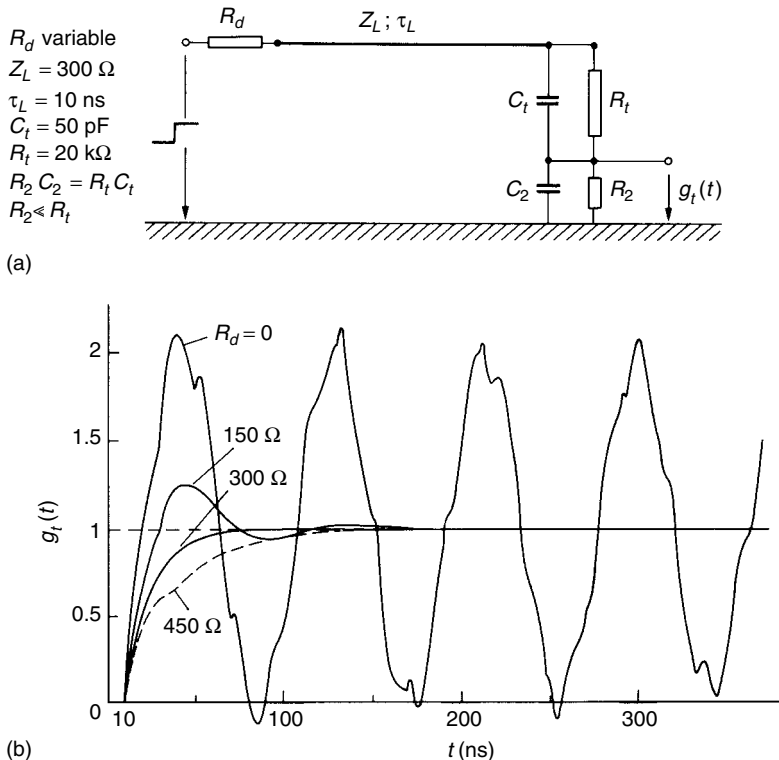 R_d variable
Z_L = 300 Ω
τ_L = 10 ns
C_t = 50 pF
R_t = 20 kΩ
R_2 C_2 = R_t C_t
R_2 ≪ R_t
R_d
Z_L ; τ_L
C_t
R_t
C_2
R_2
g_t(t)
(a)
g_t(t)
2
1.5
1
0.5
0
R_d = 0
150 Ω
300 Ω
450 Ω
10
100
200
300
t (ns)
(b)